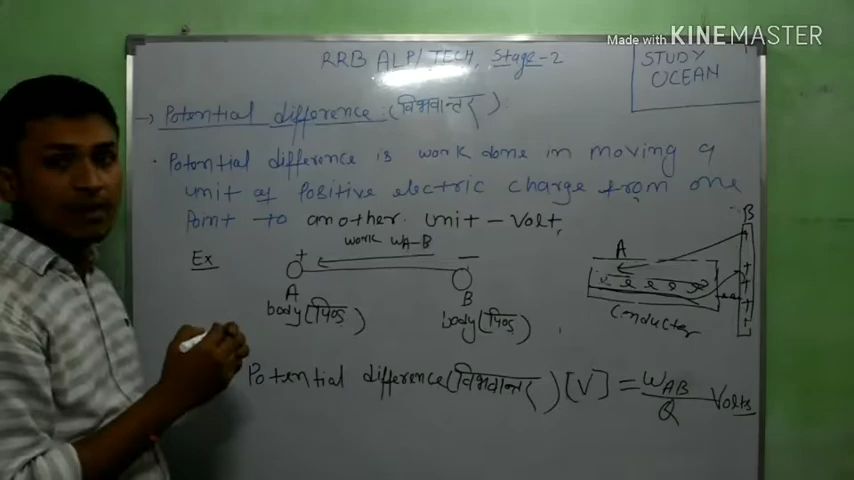 Made with KINEMASTER
RRB ALP/TECH, Stage-2
STUDY
OCEAN
→ Potential difference:(विभवान्तर)
• Potential difference is work done in moving a
unit of positive electric charge from one
point to another. unit - Volt,
Ex
work WA-B
+ −
A B
body(पिण्ड) body(पिण्ड)
A B
Conductor
Potential difference(विभवान्तर)[V] = WAB/Q Volts